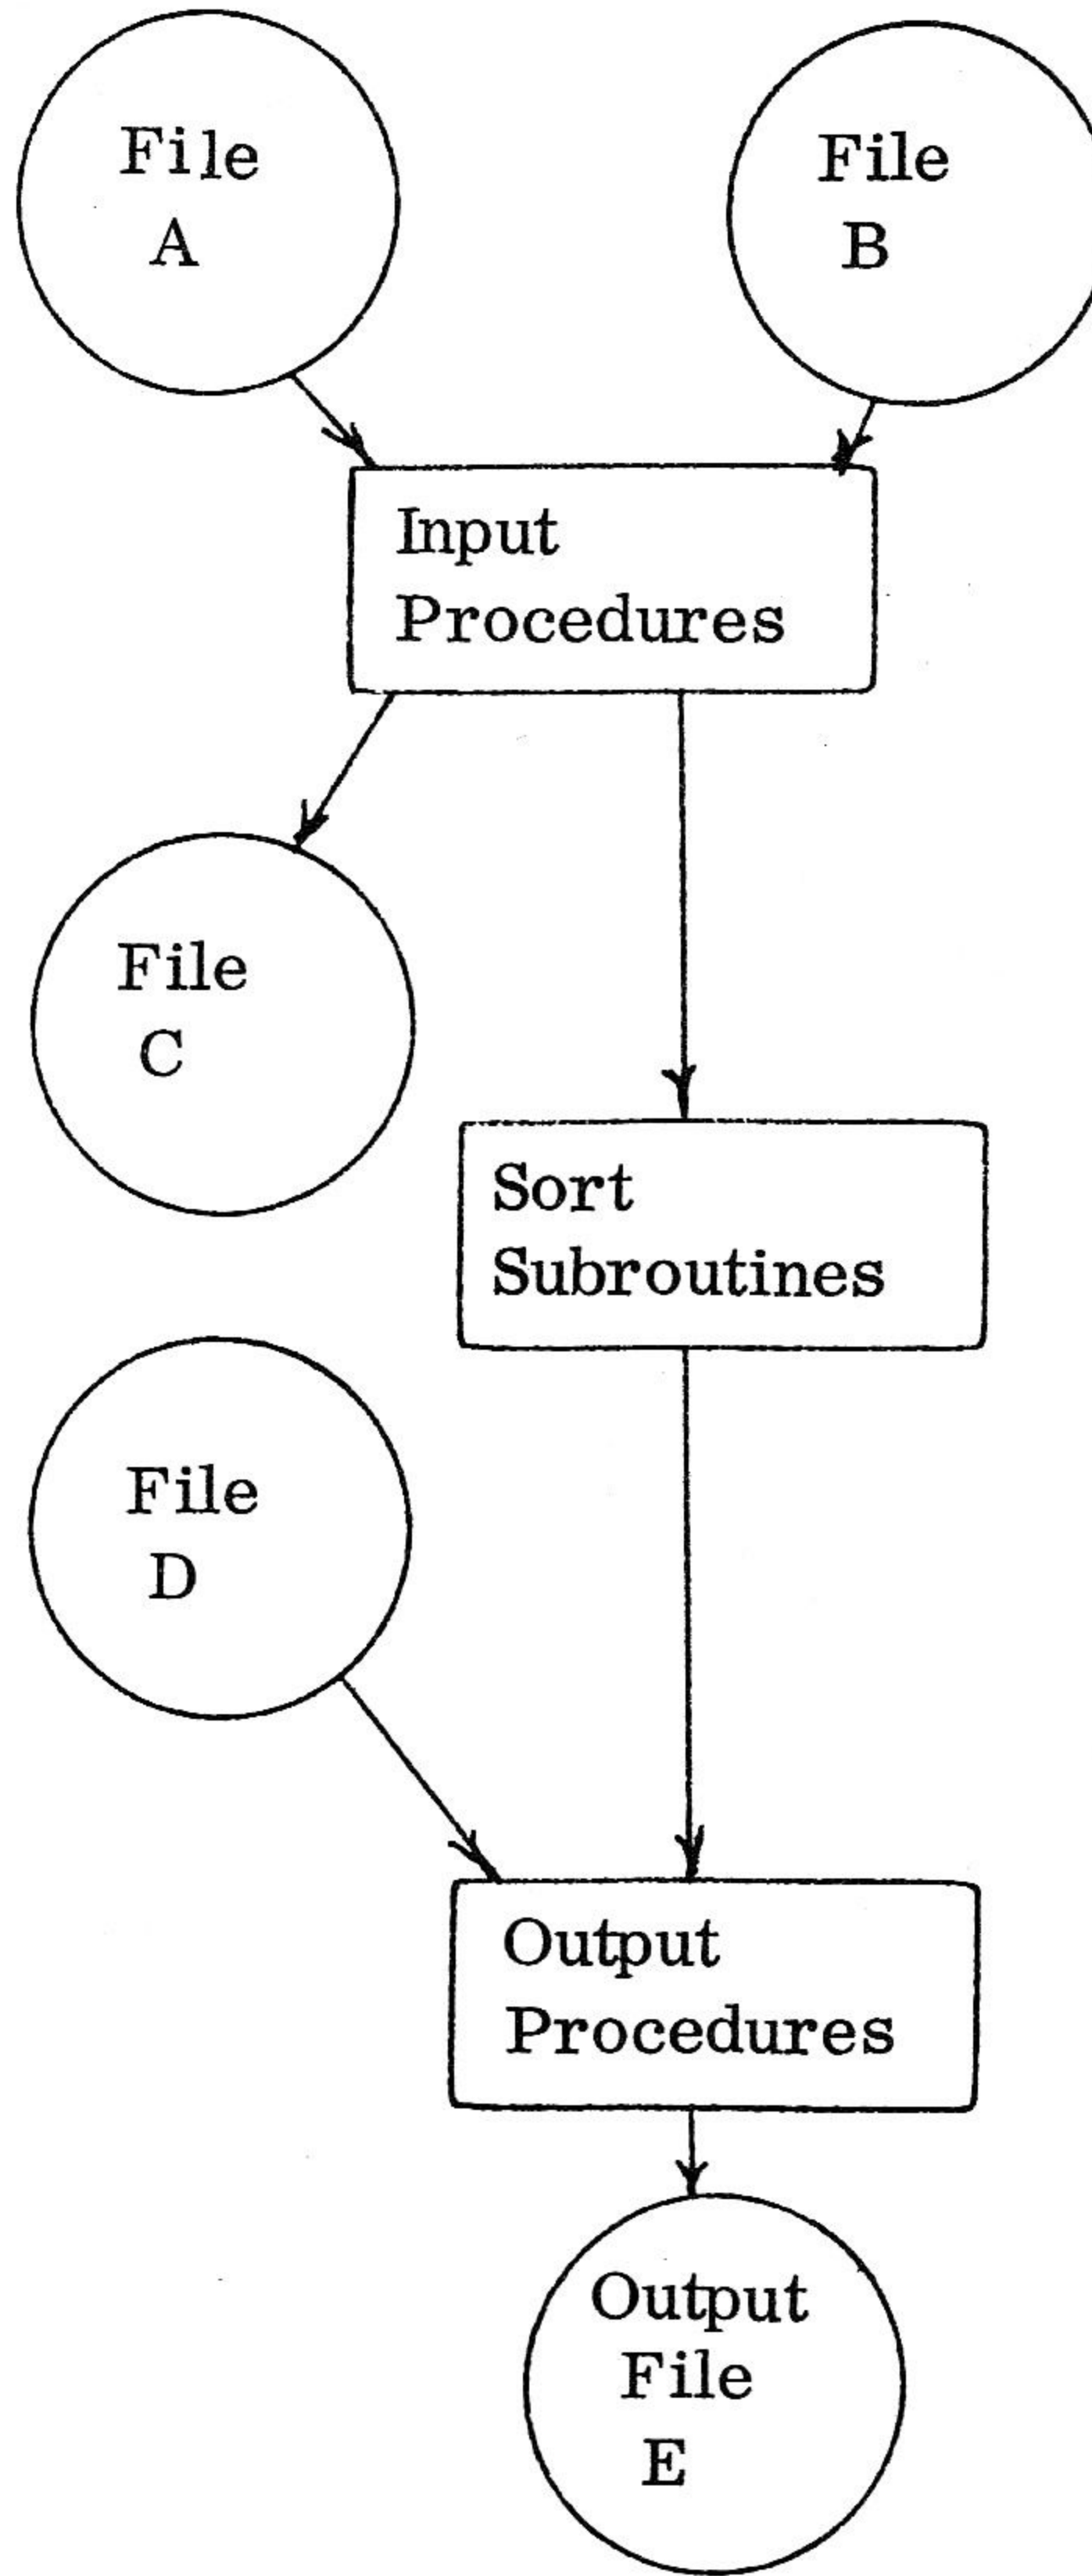 File
A
File
B
Input
Procedures
File
C
Sort
Subroutines
File
D
Output
Procedures
Output
File
E